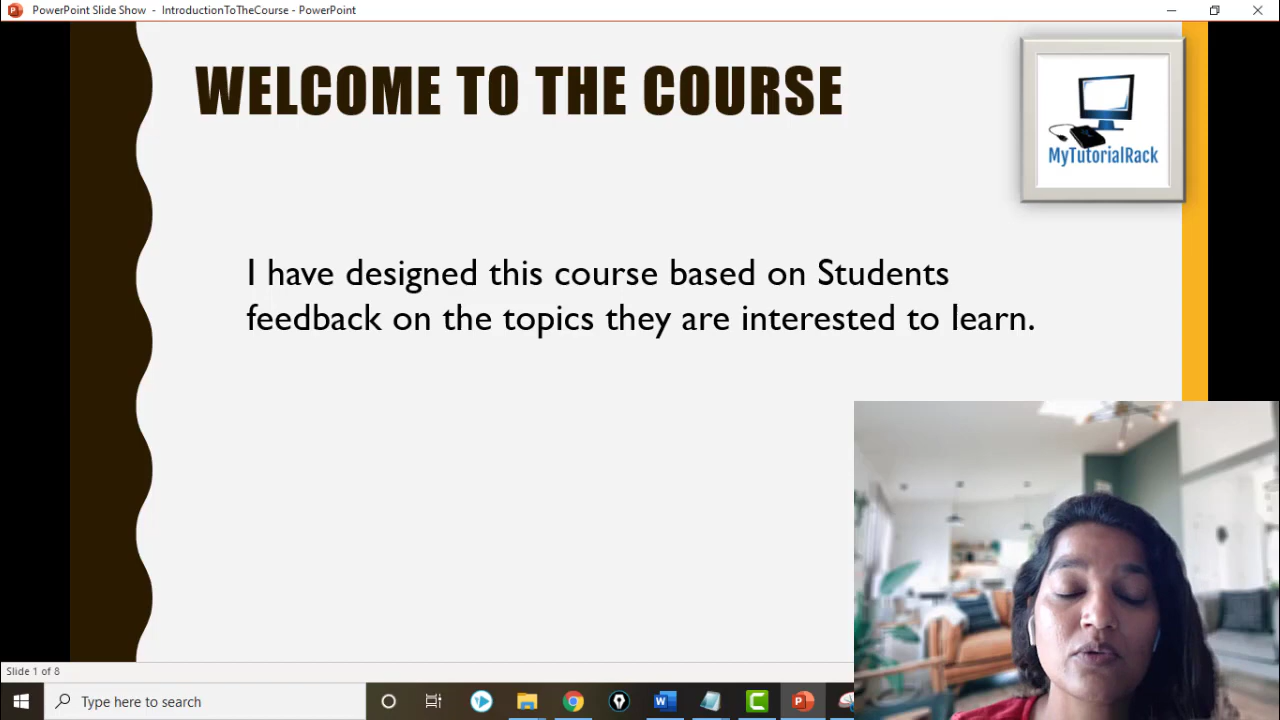 PowerPoint Slide Show - IntroductionToTheCourse - PowerPoint
WELCOME TO THE COURSE
MyTutorialRack
I have designed this course based on Students
feedback on the topics they are interested to learn.
Slide 1 of 8
Type here to search